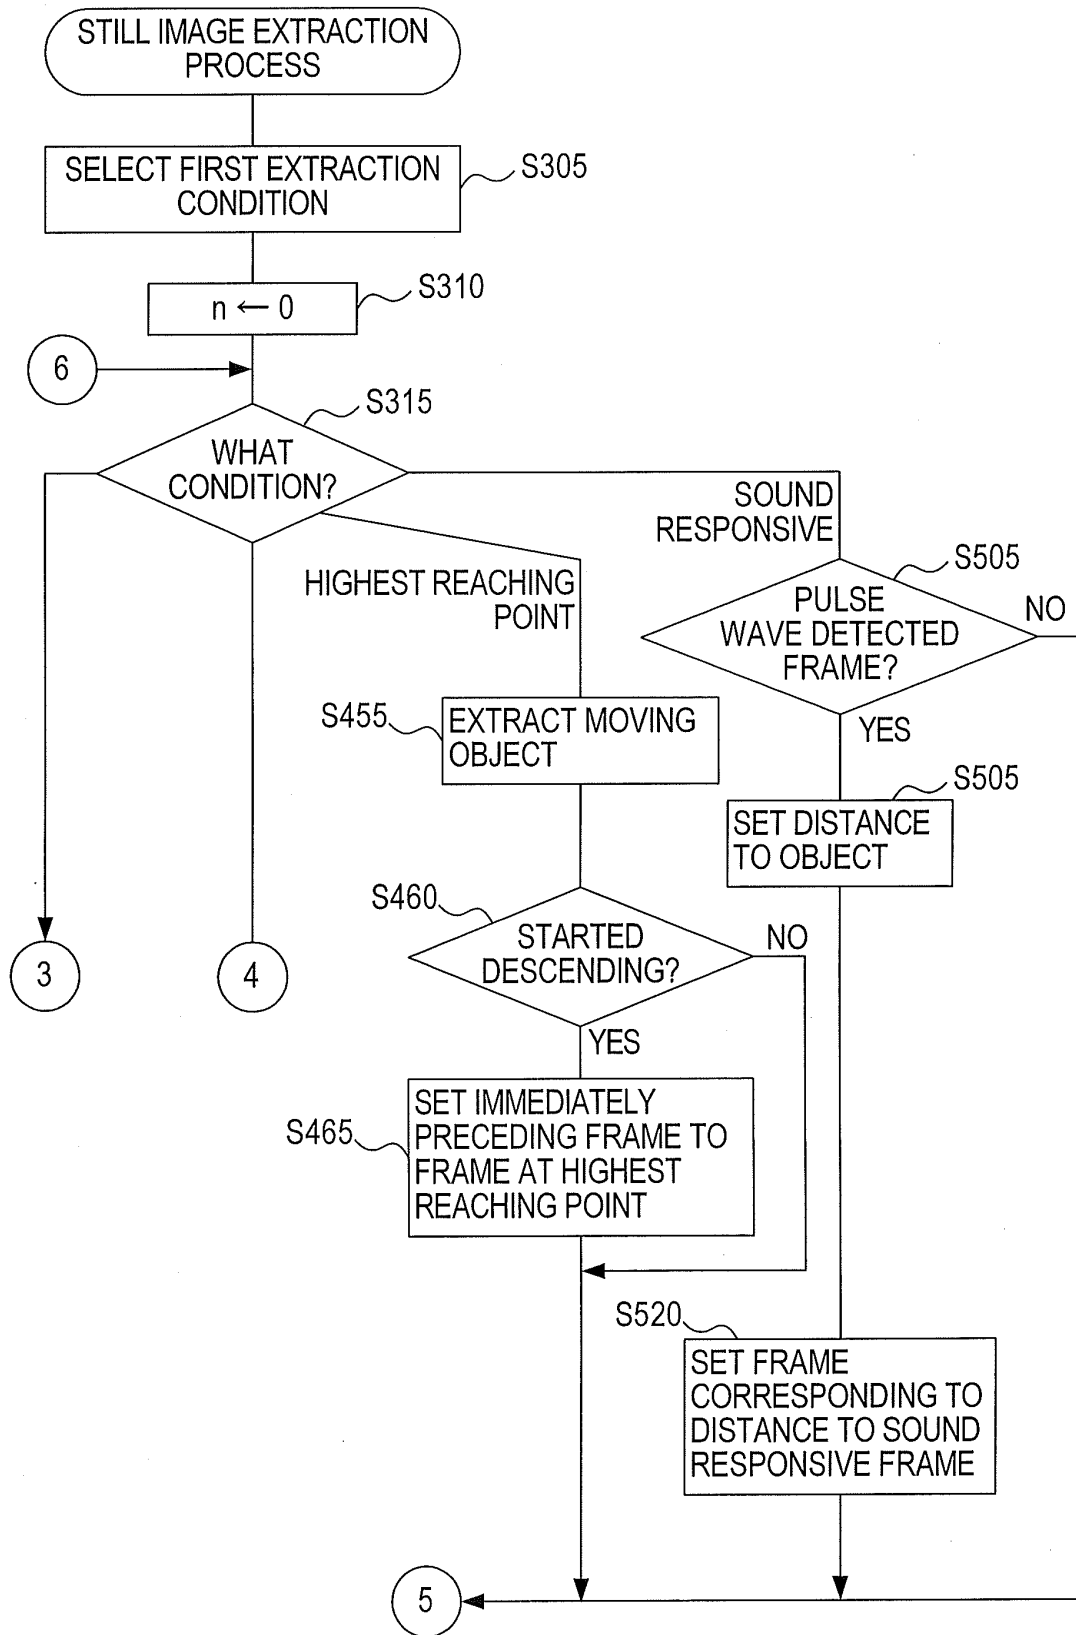 STILL IMAGE EXTRACTION
PROCESS
SELECT FIRST EXTRACTION
CONDITION
S305
n ← 0
S310
6
S315
WHAT
CONDITION?
SOUND
RESPONSIVE
HIGHEST REACHING
POINT
S505
PULSE
WAVE DETECTED
FRAME?
NO
YES
S455
EXTRACT MOVING
OBJECT
S505
SET DISTANCE
TO OBJECT
S460
STARTED
DESCENDING?
NO
YES
3
4
S465
SET IMMEDIATELY
PRECEDING FRAME TO
FRAME AT HIGHEST
REACHING POINT
S520
SET FRAME
CORRESPONDING TO
DISTANCE TO SOUND
RESPONSIVE FRAME
5